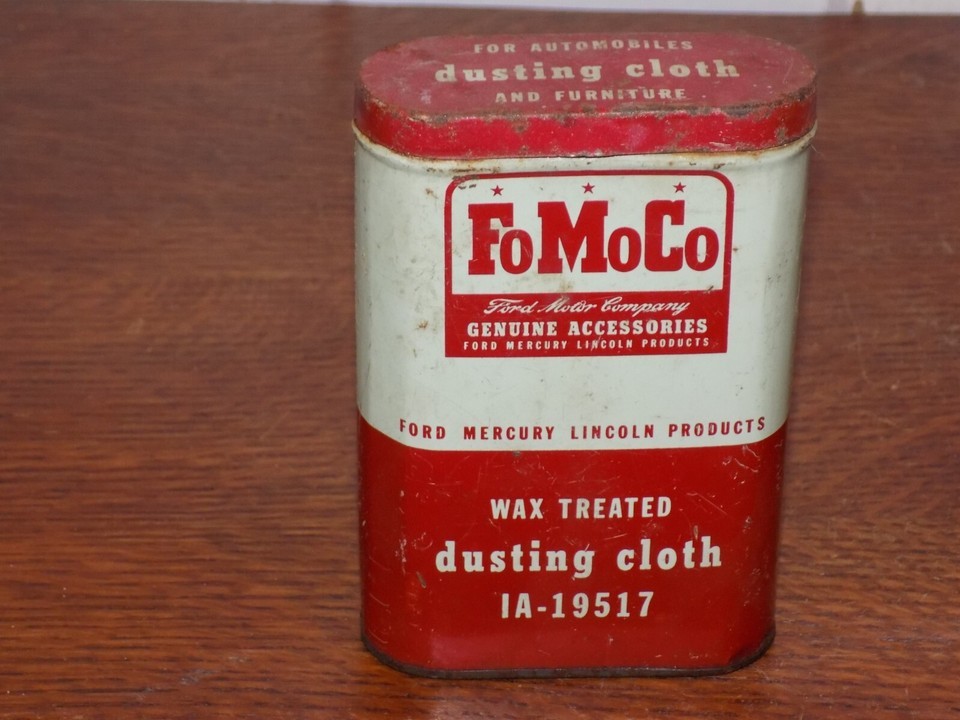 FOR AUTOMOBILES
dusting cloth
AND FURNITURE
FoMoCo
Ford Motor Company
GENUINE ACCESSORIES
FORD MERCURY LINCOLN PRODUCTS
FORD MERCURY LINCOLN PRODUCTS
WAX TREATED
dusting cloth
IA-19517